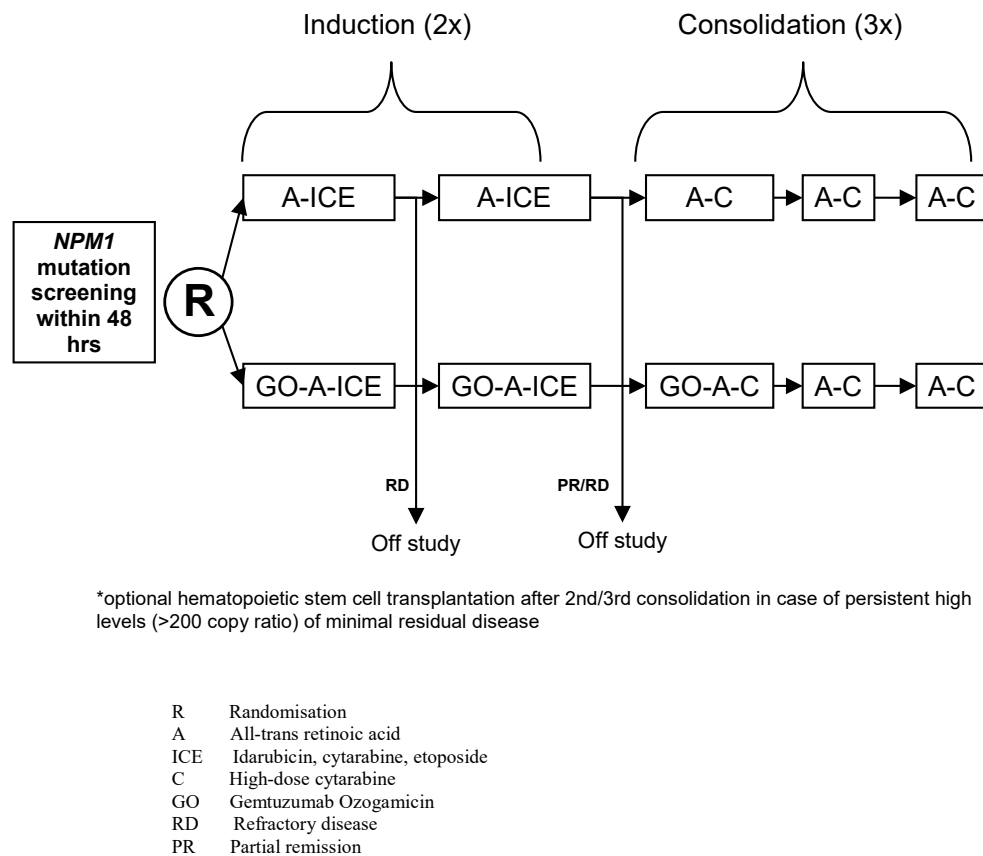 Induction (2x)
Consolidation (3x)
A-ICE
A-ICE
A-C
A-C
A-C
NPM1
mutation
screening
within 48
hrs
R
GO-A-ICE
GO-A-ICE
GO-A-C
A-C
A-C
RD
PR/RD
Off study
Off study
*optional hematopoietic stem cell transplantation after 2nd/3rd consolidation in case of persistent high
levels (>200 copy ratio) of minimal residual disease
R Randomisation
A All-trans retinoic acid
ICE Idarubicin, cytarabine, etoposide
C High-dose cytarabine
GO Gemtuzumab Ozogamicin
RD Refractory disease
PR Partial remission